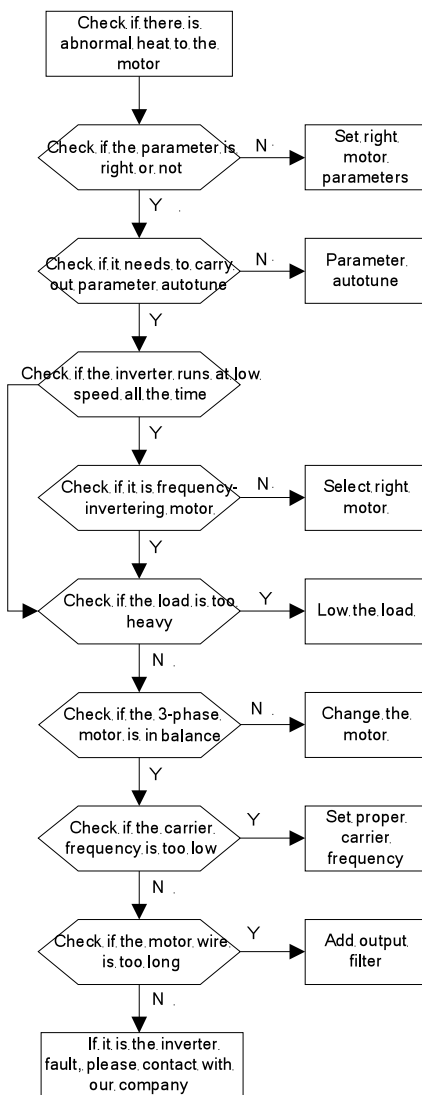 Check if there is
abnormal heat to the
motor
Check if the parameter is
right or not
N
Set right
motor
parameters
Y
Check if it needs to carry
out parameter autotune
N
Parameter
autotune
Y
Check if the inverter runs at low
speed all the time
Y
Check if it is frequency-
invertering motor
N
Select right
motor
Y
Check if the load is too
heavy
Y
Low the load
N
Check if the 3-phase
motor is in balance
N
Change the
motor
Y
Check if the carrier
frequency is too low
Y
Set proper
carrier
frequency
N
Check if the motor wire
is too long
Y
Add output
filter
N
If it is the inverter
fault, please contact with
our company